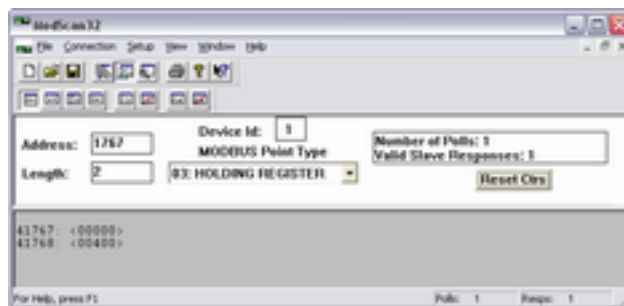 ModScan32
File Connection Setup View Window Help
Address: 1767
Device Id: 1
MODBUS Point Type
Length: 2
03: HOLDING REGISTER
Number of Polls: 1
Valid Slave Responses: 1
Reset Ctrs
41767: <00000>
41768: <00400>
For Help, press F1
Polls: 1
Resps: 1